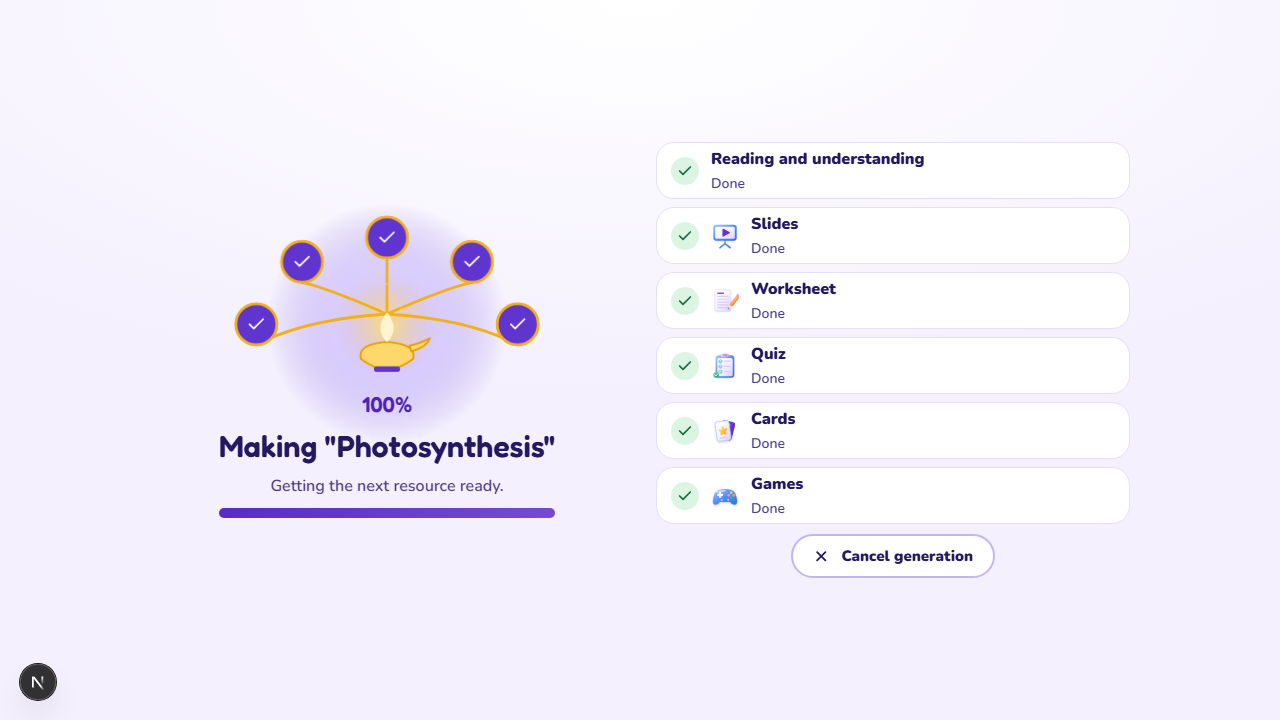 100%
Making "Photosynthesis"
Getting the next resource ready.
Reading and understanding
Done
Slides
Done
Worksheet
Done
Quiz
Done
Cards
Done
Games
Done
Cancel generation
N